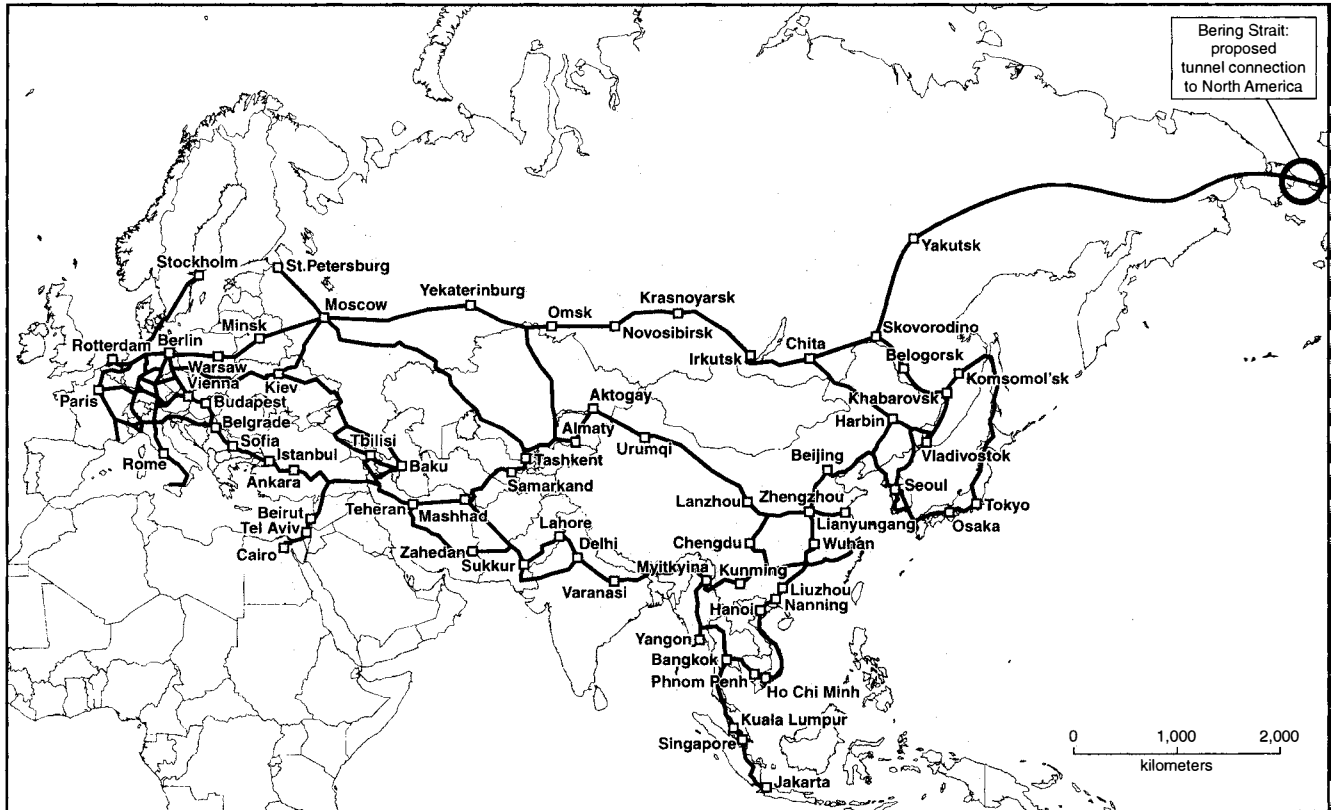 Bering Strait:
proposed
tunnel connection
to North America
Yakutsk
Stockholm
St.Petersburg
Moscow
Yekaterinburg
Omsk
Krasnoyarsk
Novosibirsk
Irkutsk
Chita
Skovorodino
Belogorsk
Komsomol'sk
Khabarovsk
Harbin
Rotterdam
Berlin
Minsk
Warsaw
Vienna
Kiev
Paris
Budapest
Belgrade
Sofia
Istanbul
Rome
Ankara
Tbilisi
Baku
Aktogay
Almaty
Urumqi
Tashkent
Samarkand
Beijing
Vladivostok
Seoul
Tokyo
Osaka
Lanzhou
Zhengzhou
Lianyungang
Teheran
Mashhad
Beirut
Tel Aviv
Cairo
Zahedan
Lahore
Delhi
Sukkur
Varanasi
Chengdu
Wuhan
Myitkyina
Kunming
Liuzhou
Nanning
Hanoi
Yangon
Bangkok
Phnom Penh
Ho Chi Minh
Kuala Lumpur
Singapore
Jakarta
0 1,000 2,000
kilometers